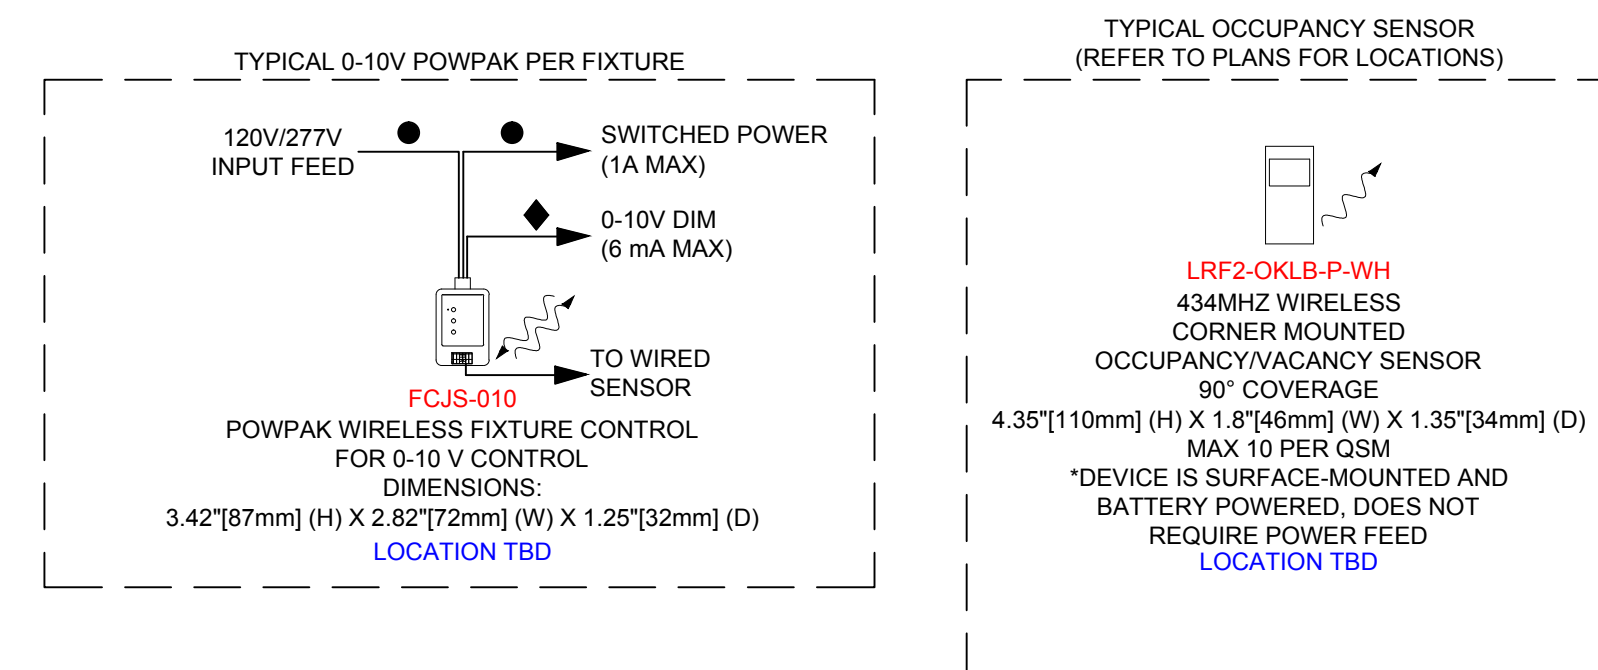 TYPICAL 0-10V POWPAK PER FIXTURE
120V/277V
INPUT FEED
SWITCHED POWER
(1A MAX)
0-10V DIM
(6 mA MAX)
TO WIRED
SENSOR
FCJS-010
POWPAK WIRELESS FIXTURE CONTROL
FOR 0-10 V CONTROL
DIMENSIONS:
3.42"[87mm] (H) X 2.82"[72mm] (W) X 1.25"[32mm] (D)
LOCATION TBD
TYPICAL OCCUPANCY SENSOR
(REFER TO PLANS FOR LOCATIONS)
LRF2-OKLB-P-WH
434MHZ WIRELESS
CORNER MOUNTED
OCCUPANCY/VACANCY SENSOR
90° COVERAGE
4.35"[110mm] (H) X 1.8"[46mm] (W) X 1.35"[34mm] (D)
MAX 10 PER QSM
*DEVICE IS SURFACE-MOUNTED AND
BATTERY POWERED, DOES NOT
REQUIRE POWER FEED
LOCATION TBD